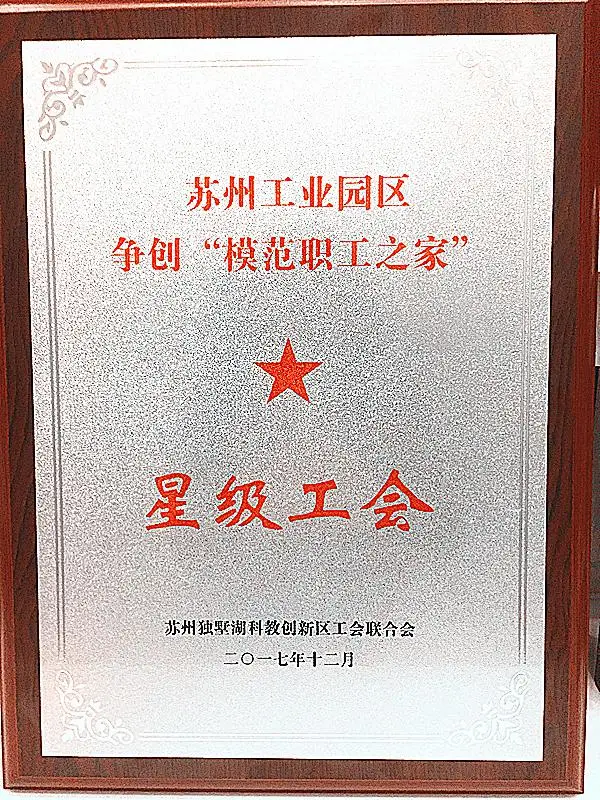 苏州工业园区
争创“模范职工之家”
星级工会
苏州独墅湖科教创新区工会联合会
二〇一七年十二月